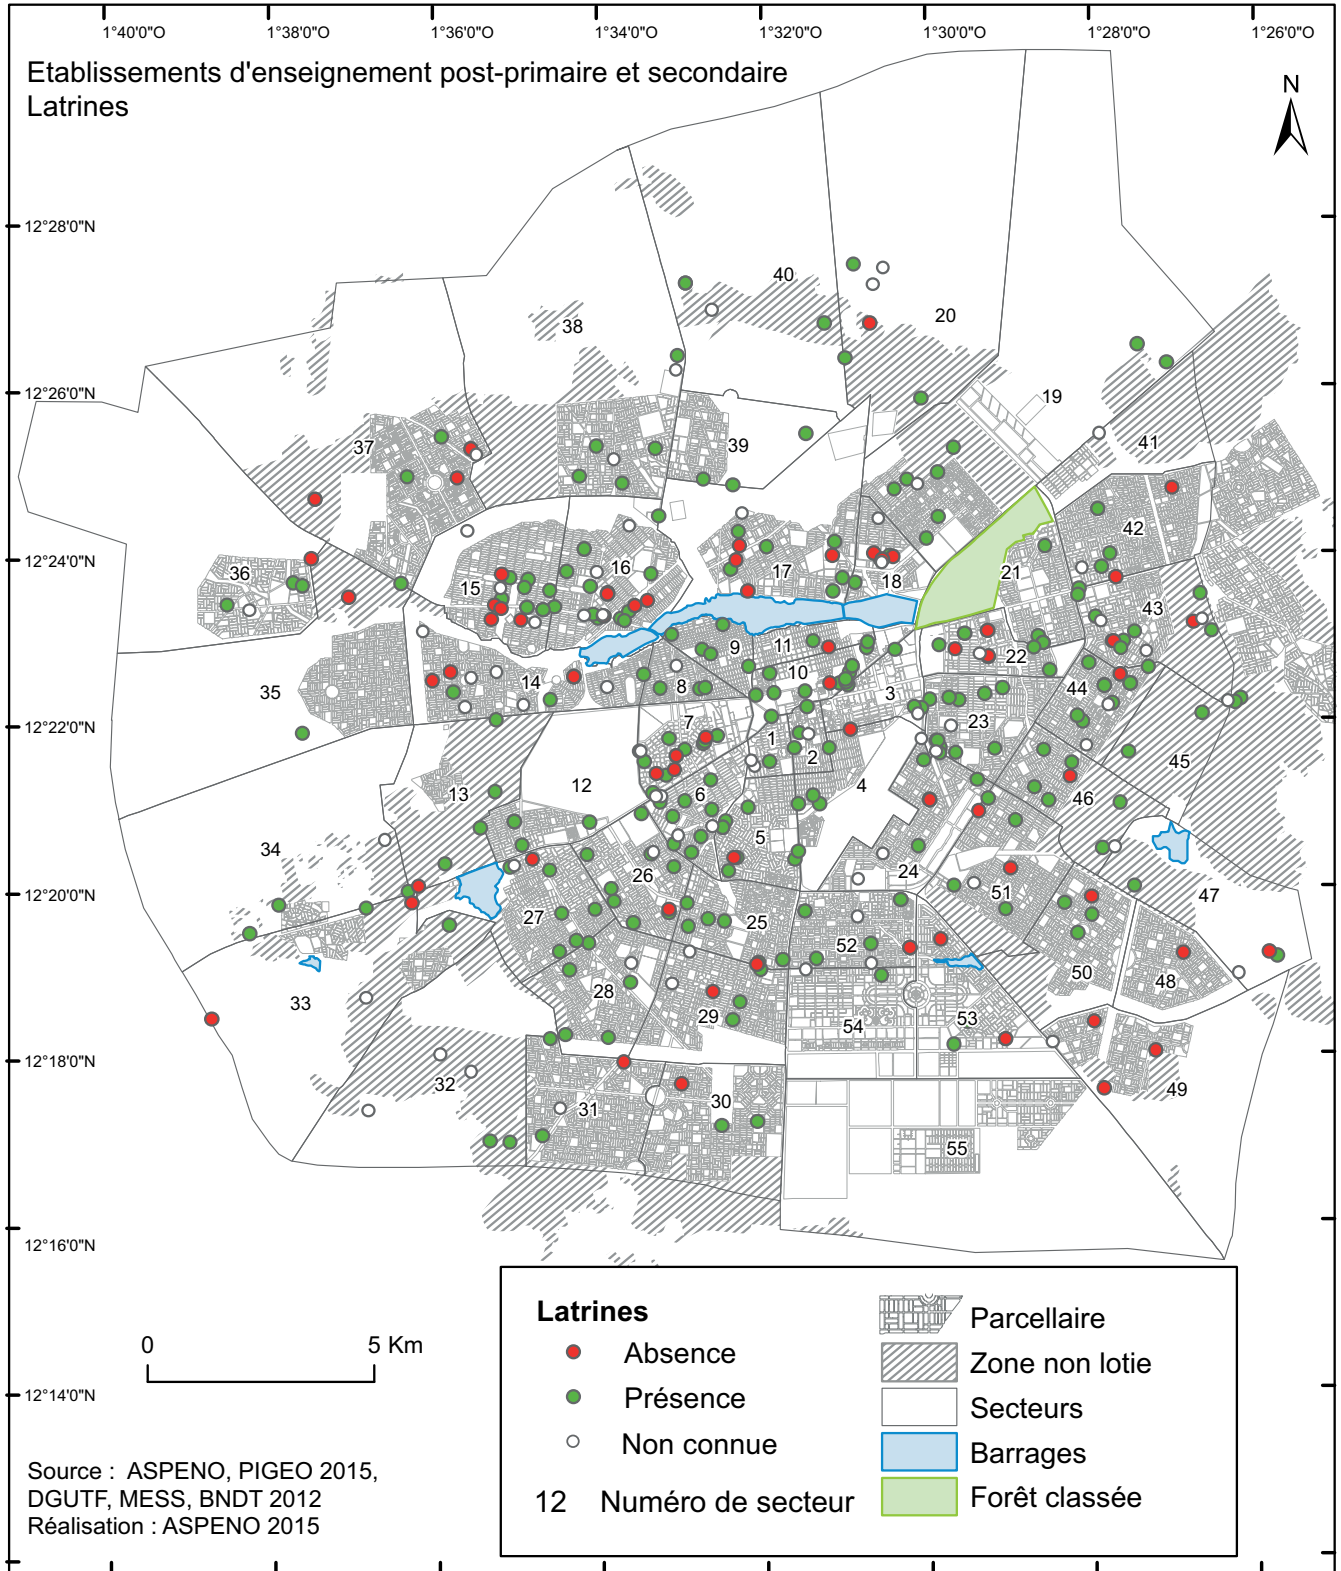 1°40'0"O 1°38'0"O 1°36'0"O 1°34'0"O 1°32'0"O 1°30'0"O 1°28'0"O 1°26'0"O
Etablissements d'enseignement post-primaire et secondaire
Latrines
N
12°28'0"N
12°26'0"N
12°24'0"N
12°22'0"N
12°20'0"N
12°18'0"N
12°16'0"N
12°14'0"N
40
20
38
19
37
39
41
42
36
15
16
17
18
21
43
9
11
10
22
35
14
8
3
44
7
1
2
23
45
13
12
6
4
46
5
34
26
24
51
47
27
25
52
50
48
33
28
29
54
53
32
31
30
49
55
0 5 Km
Source : ASPENO, PIGEO 2015,
DGUTF, MESS, BNDT 2012
Réalisation : ASPENO 2015
Latrines
Absence
Présence
Non connue
12 Numéro de secteur
Parcellaire
Zone non lotie
Secteurs
Barrages
Forêt classée